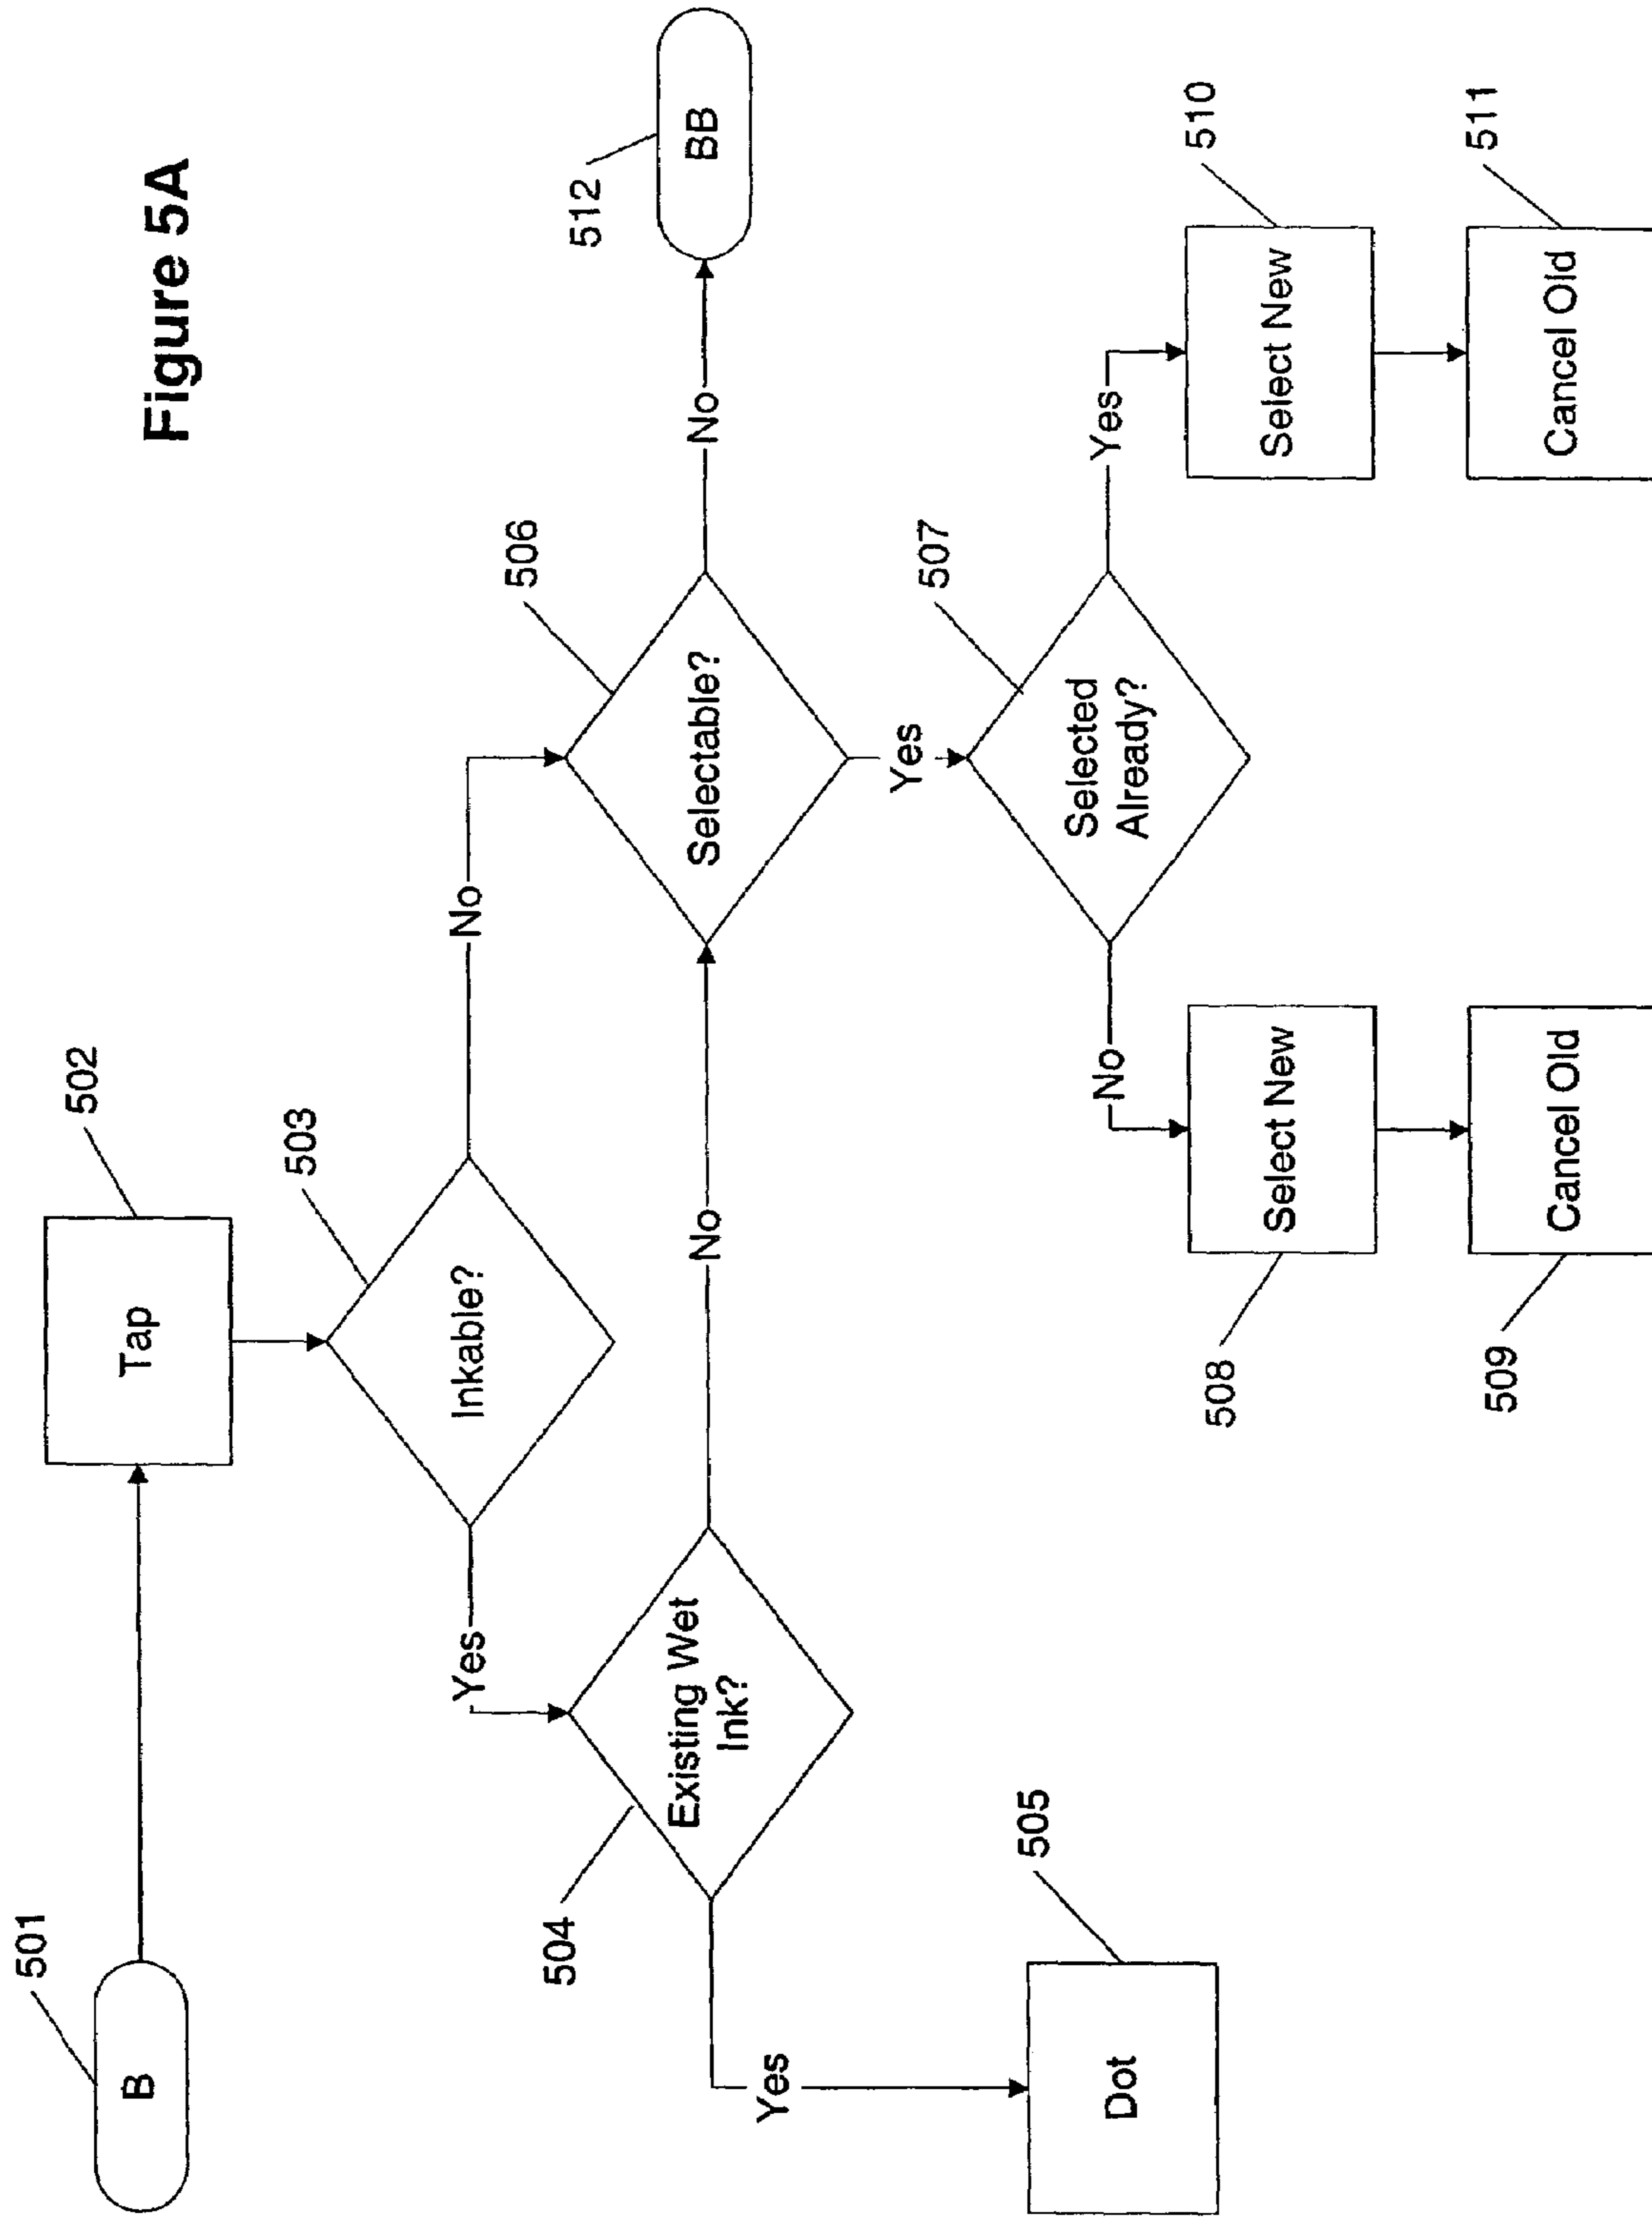 Figure 5A
501
B
502
Tap
503
Inkable?
Yes
No
504
Existing Wet
Ink?
No
Yes
505
Dot
506
Selectable?
No
512
BB
Yes
507
Selected
Already?
No
Yes
508
Select New
509
Cancel Old
510
Select New
511
Cancel Old